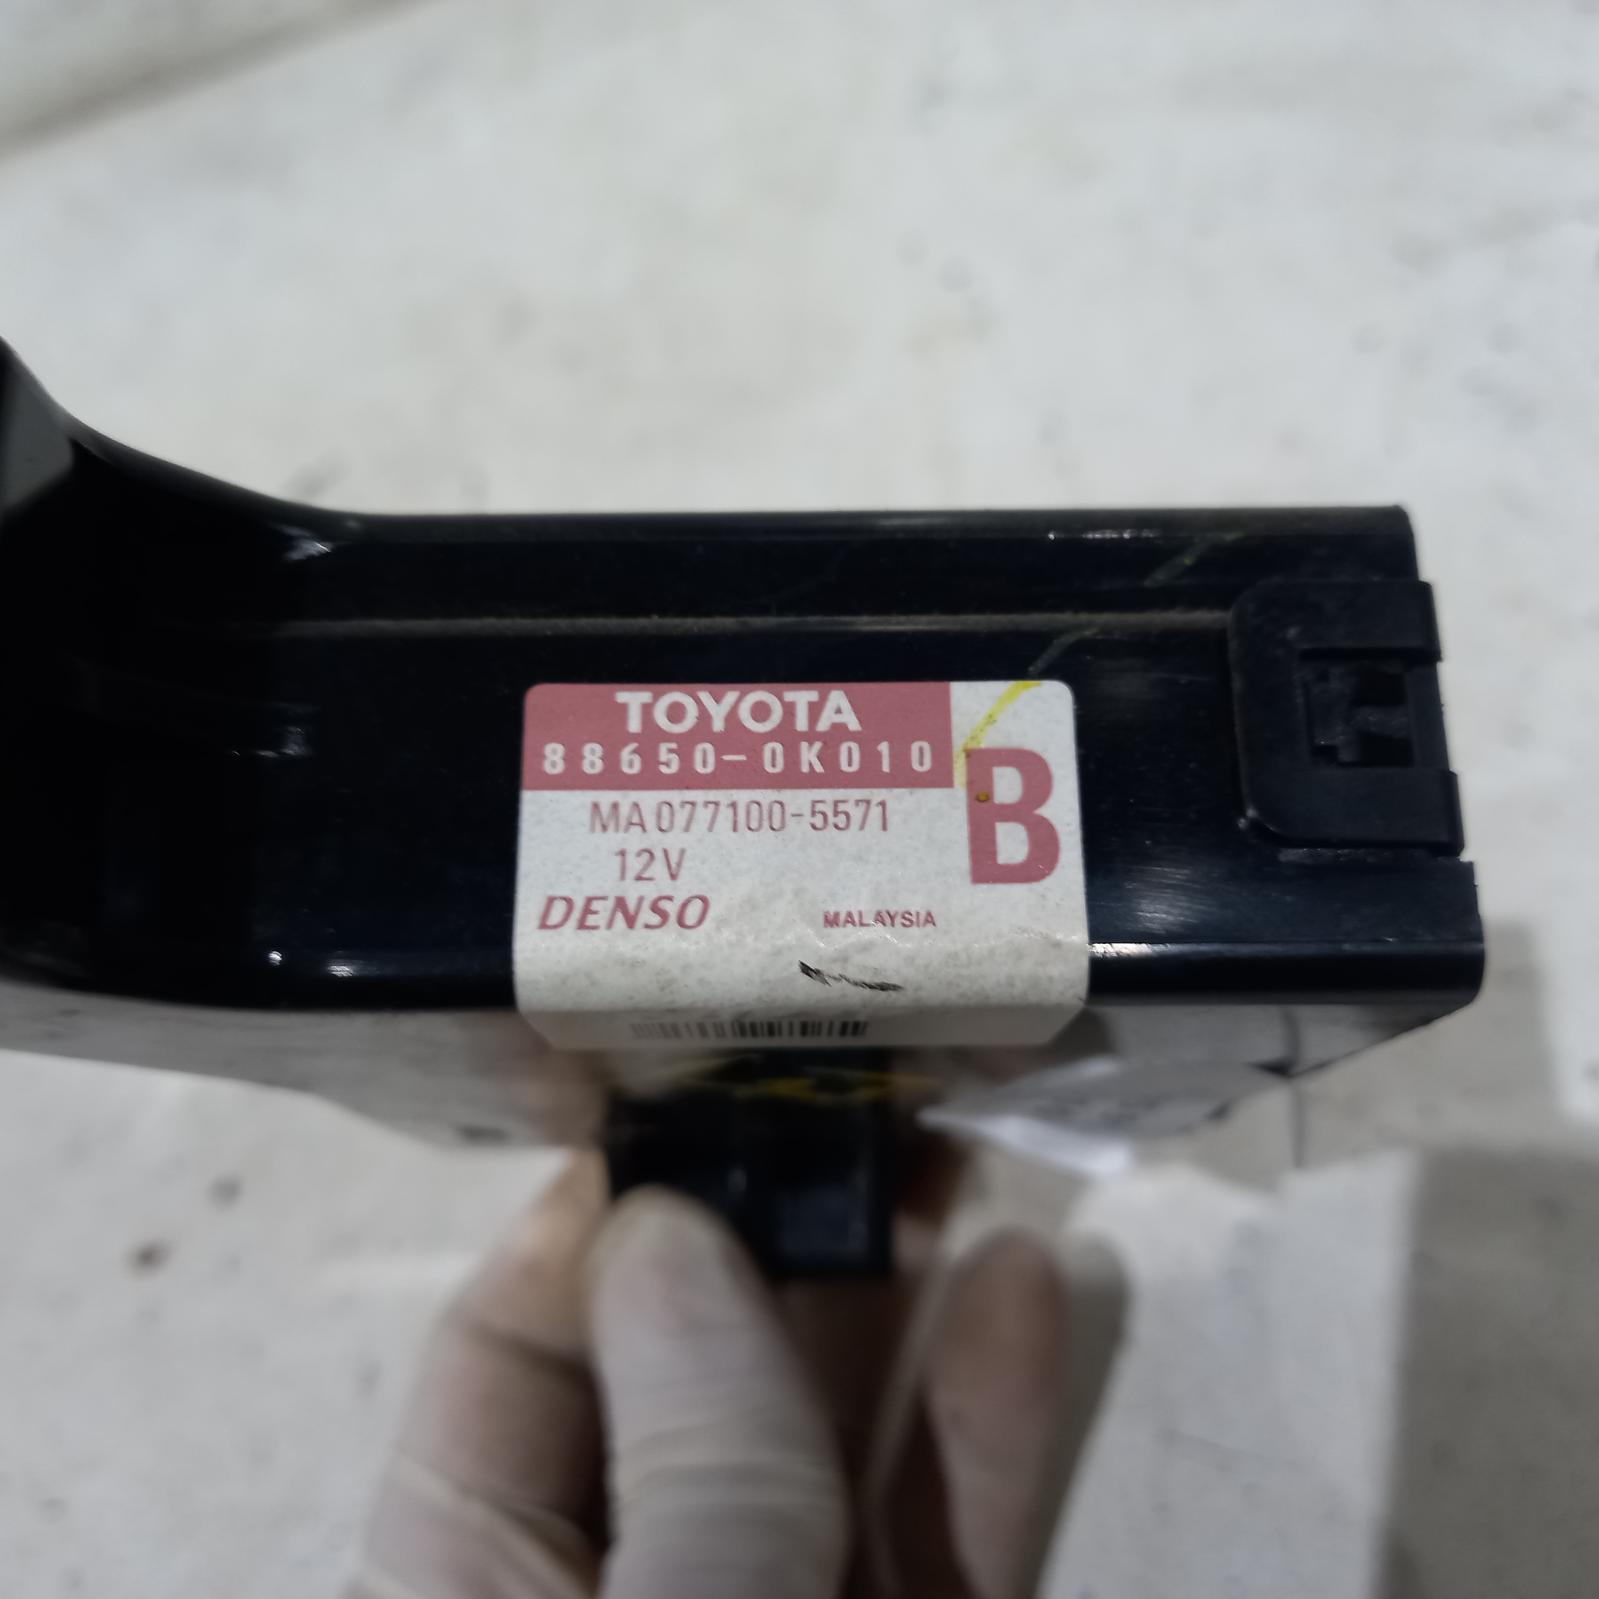 TOYOTA
88650-0K010
B
MA077100-5571
12V
DENSO
MALAYSIA